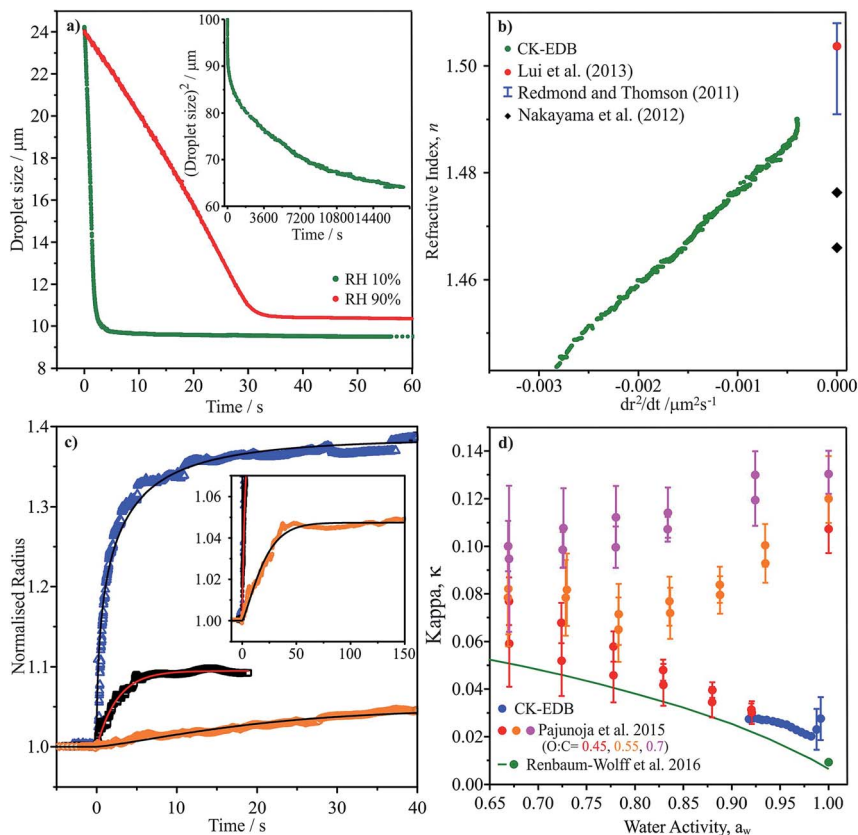 a)
Droplet size / μm
24
22
20
18
16
14
12
10
8
0
10
20
30
40
50
60
Time / s
RH 10%
RH 90%
(Droplet size)² / μm
100
90
80
70
60
0
3600
7200
10800
14400
Time / s
b)
CK-EDB
Lui et al. (2013)
Redmond and Thomson (2011)
Nakayama et al. (2012)
Refractive Index, n
1.50
1.48
1.46
-0.003
-0.002
-0.001
0.000
dr²/dt /μm²s⁻¹
c)
Normalised Radius
1.4
1.3
1.2
1.1
1.0
0
10
20
30
40
Time / s
1.06
1.04
1.02
1.00
0
50
100
150
d)
Kappa, κ
0.14
0.12
0.10
0.08
0.06
0.04
0.02
0.00
CK-EDB
Pajunoja et al. 2015
(O:C= 0.45, 0.55, 0.7)
Renbaum-Wolff et al. 2016
0.65
0.70
0.75
0.80
0.85
0.90
0.95
1.00
Water Activity, aw